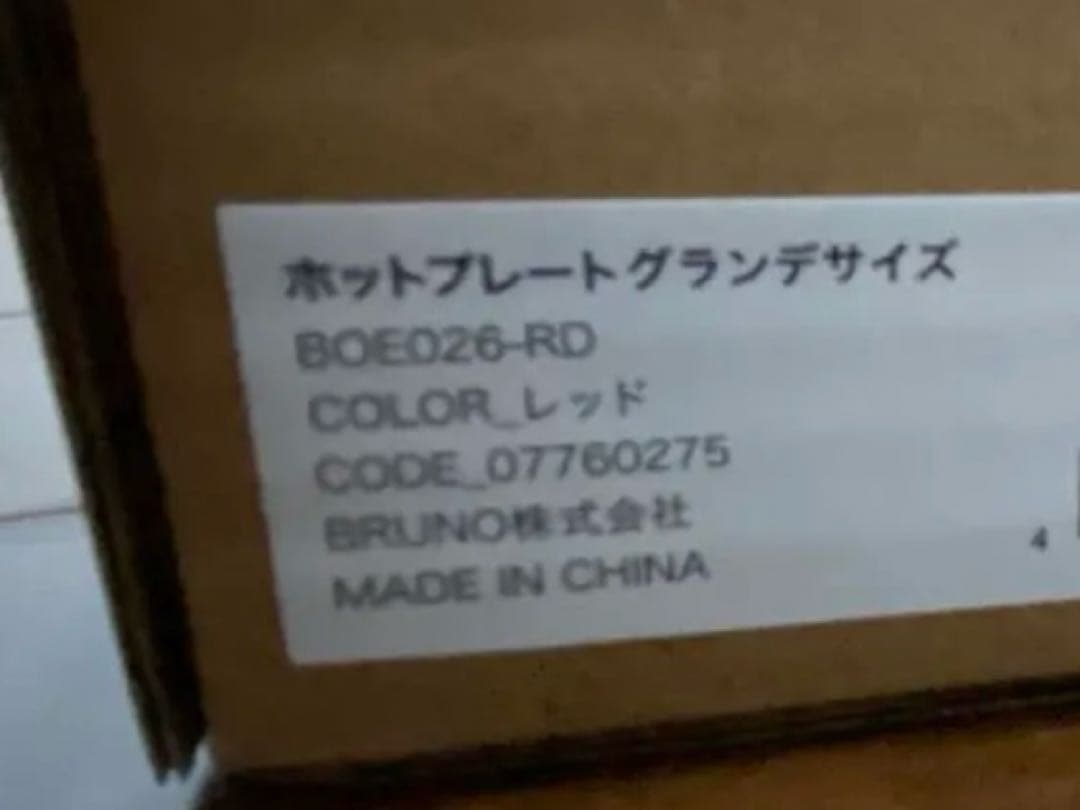 ホットプレートグランデサイズ
BOE026-RD
COLOR_レッド
CODE_07760275
BRUNO株式会社
MADE IN CHINA
4